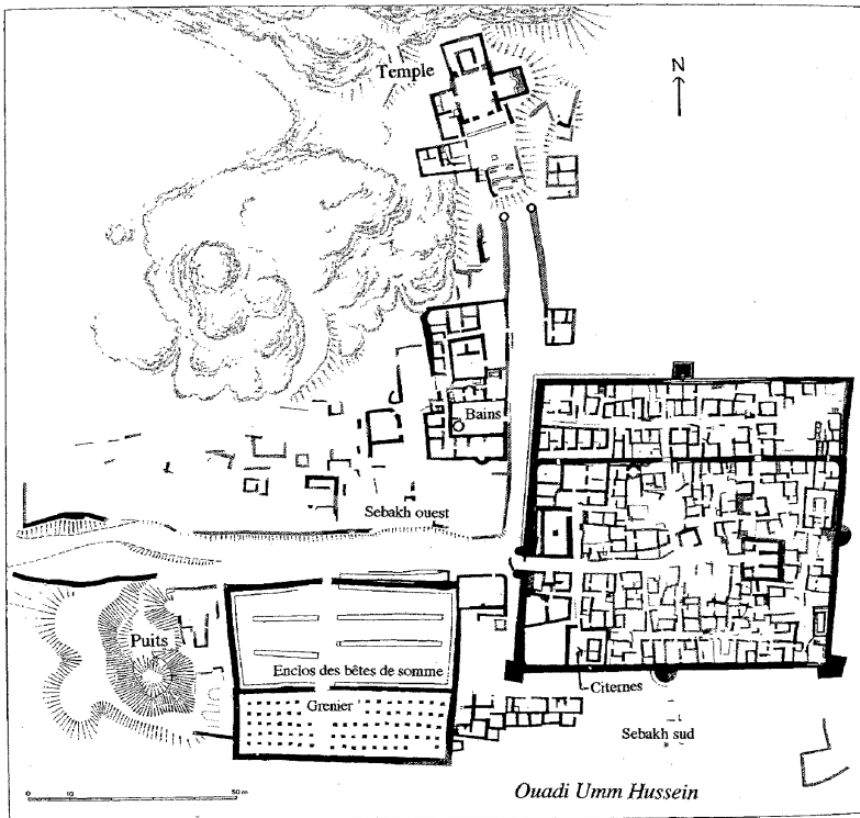 Temple
N
Bains
Sebakh ouest
Puits
Enclos des bêtes de somme
Grenier
Citernes
Sebakh sud
0 10 50 m
Ouadi Umm Hussein